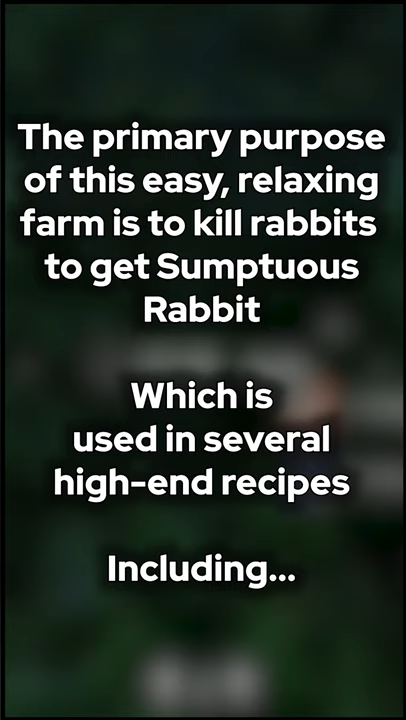 The primary purpose
of this easy, relaxing
farm is to kill rabbits
to get Sumptuous
Rabbit
Which is
used in several
high-end recipes
Including...